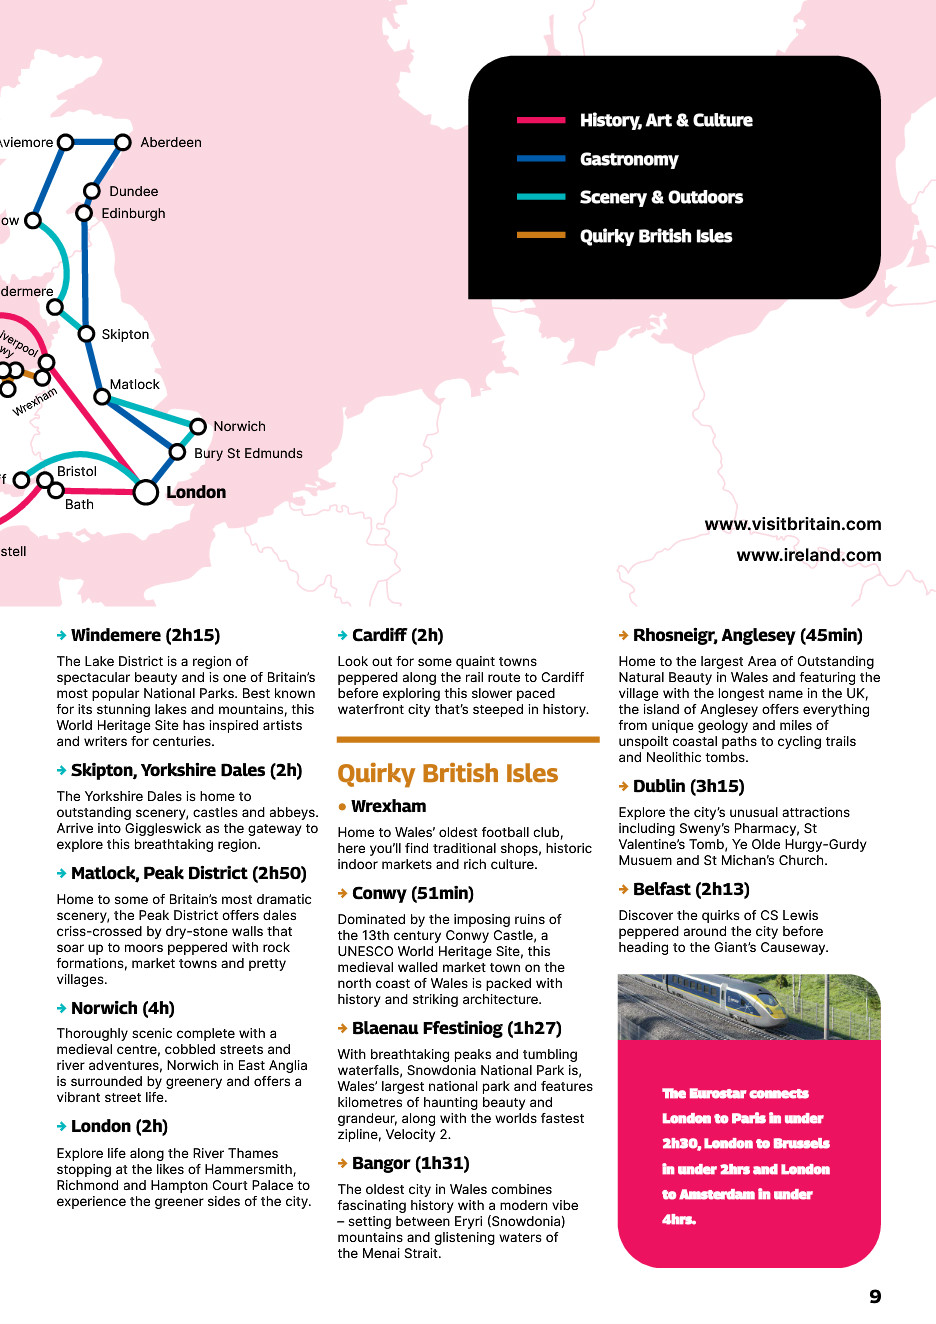 History, Art & Culture
Gastronomy
Scenery & Outdoors
Quirky British Isles
viemore
Aberdeen
Dundee
Edinburgh
ow
dermere
Skipton
iverpool
wy
Wrexham
Matlock
Norwich
Bury St Edmunds
ff
Bristol
Bath
London
stell
www.visitbritain.com
www.ireland.com
Windemere (2h15)
The Lake District is a region of
spectacular beauty and is one of Britain's
most popular National Parks. Best known
for its stunning lakes and mountains, this
World Heritage Site has inspired artists
and writers for centuries.
Skipton, Yorkshire Dales (2h)
The Yorkshire Dales is home to
outstanding scenery, castles and abbeys.
Arrive into Giggleswick as the gateway to
explore this breathtaking region.
Matlock, Peak District (2h50)
Home to some of Britain's most dramatic
scenery, the Peak District offers dales
criss-crossed by dry-stone walls that
soar up to moors peppered with rock
formations, market towns and pretty
villages.
Norwich (4h)
Thoroughly scenic complete with a
medieval centre, cobbled streets and
river adventures, Norwich in East Anglia
is surrounded by greenery and offers a
vibrant street life.
London (2h)
Explore life along the River Thames
stopping at the likes of Hammersmith,
Richmond and Hampton Court Palace to
experience the greener sides of the city.
Cardiff (2h)
Look out for some quaint towns
peppered along the rail route to Cardiff
before exploring this slower paced
waterfront city that's steeped in history.
Quirky British Isles
Wrexham
Home to Wales' oldest football club,
here you'll find traditional shops, historic
indoor markets and rich culture.
Conwy (51min)
Dominated by the imposing ruins of
the 13th century Conwy Castle, a
UNESCO World Heritage Site, this
medieval walled market town on the
north coast of Wales is packed with
history and striking architecture.
Blaenau Ffestiniog (1h27)
With breathtaking peaks and tumbling
waterfalls, Snowdonia National Park is,
Wales' largest national park and features
kilometres of haunting beauty and
grandeur, along with the worlds fastest
zipline, Velocity 2.
Bangor (1h31)
The oldest city in Wales combines
fascinating history with a modern vibe
– setting between Eryri (Snowdonia)
mountains and glistening waters of
the Menai Strait.
Rhosneigr, Anglesey (45min)
Home to the largest Area of Outstanding
Natural Beauty in Wales and featuring the
village with the longest name in the UK,
the island of Anglesey offers everything
from unique geology and miles of
unspoilt coastal paths to cycling trails
and Neolithic tombs.
Dublin (3h15)
Explore the city's unusual attractions
including Sweny's Pharmacy, St
Valentine's Tomb, Ye Olde Hurgy-Gurdy
Musuem and St Michan's Church.
Belfast (2h13)
Discover the quirks of CS Lewis
peppered around the city before
heading to the Giant's Causeway.
The Eurostar connects
London to Paris in under
2h30, London to Brussels
in under 2hrs and London
to Amsterdam in under
4hrs.
9